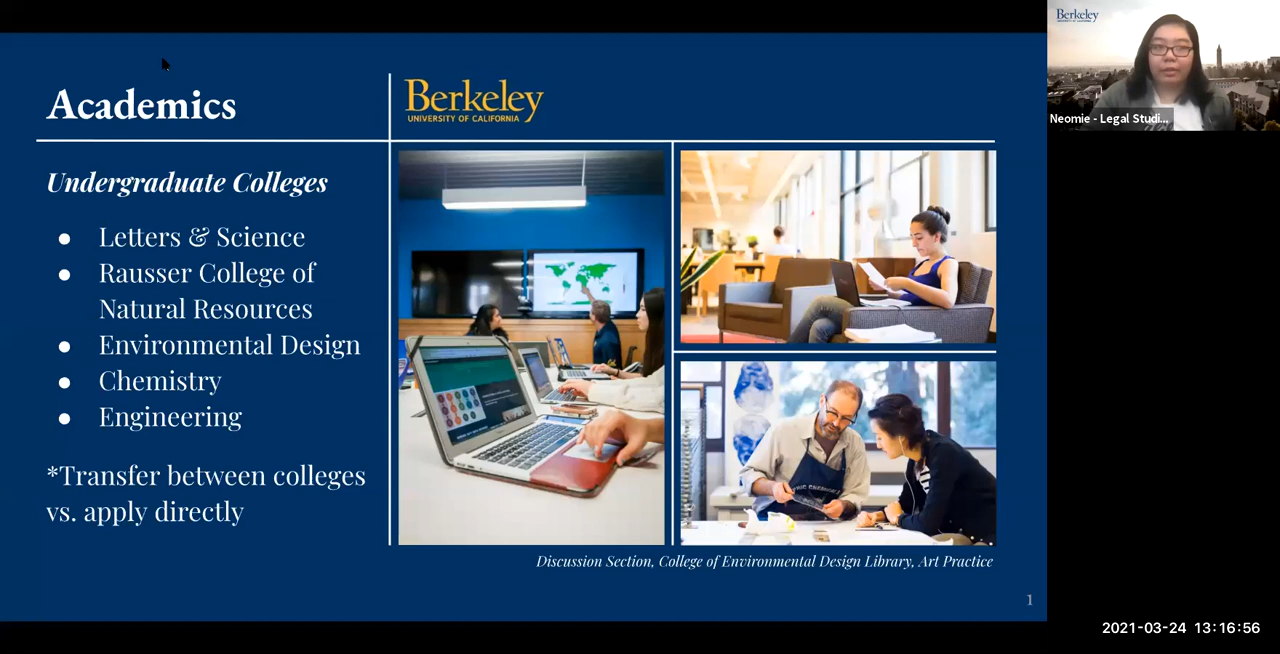 Academics
Berkeley
UNIVERSITY OF CALIFORNIA
Undergraduate Colleges
● Letters & Science
● Rausser College of
Natural Resources
● Environmental Design
● Chemistry
● Engineering
*Transfer between colleges
vs. apply directly
Discussion Section, College of Environmental Design Library, Art Practice
1
Berkeley
Neomie - Legal Studi...
2021-03-24 13:16:56